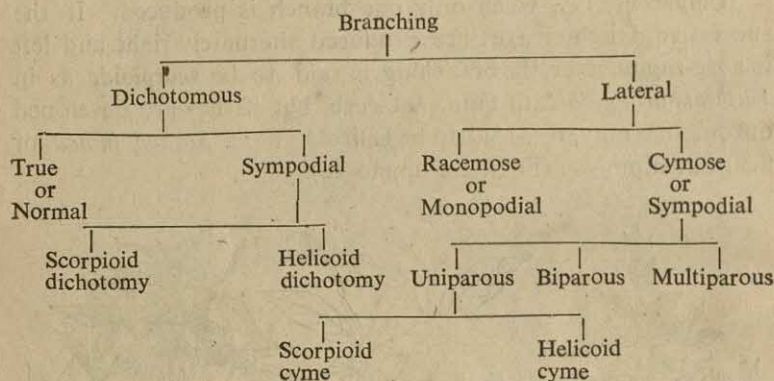 Branching
Dichotomous Lateral
True Sympodial Racemose Cymose
or or or
Normal Monopodial Sympodial
Scorpioid Helicoid
dichotomy dichotomy Uniparous Biparous Multiparous
Scorpioid Helicoid
cyme cyme